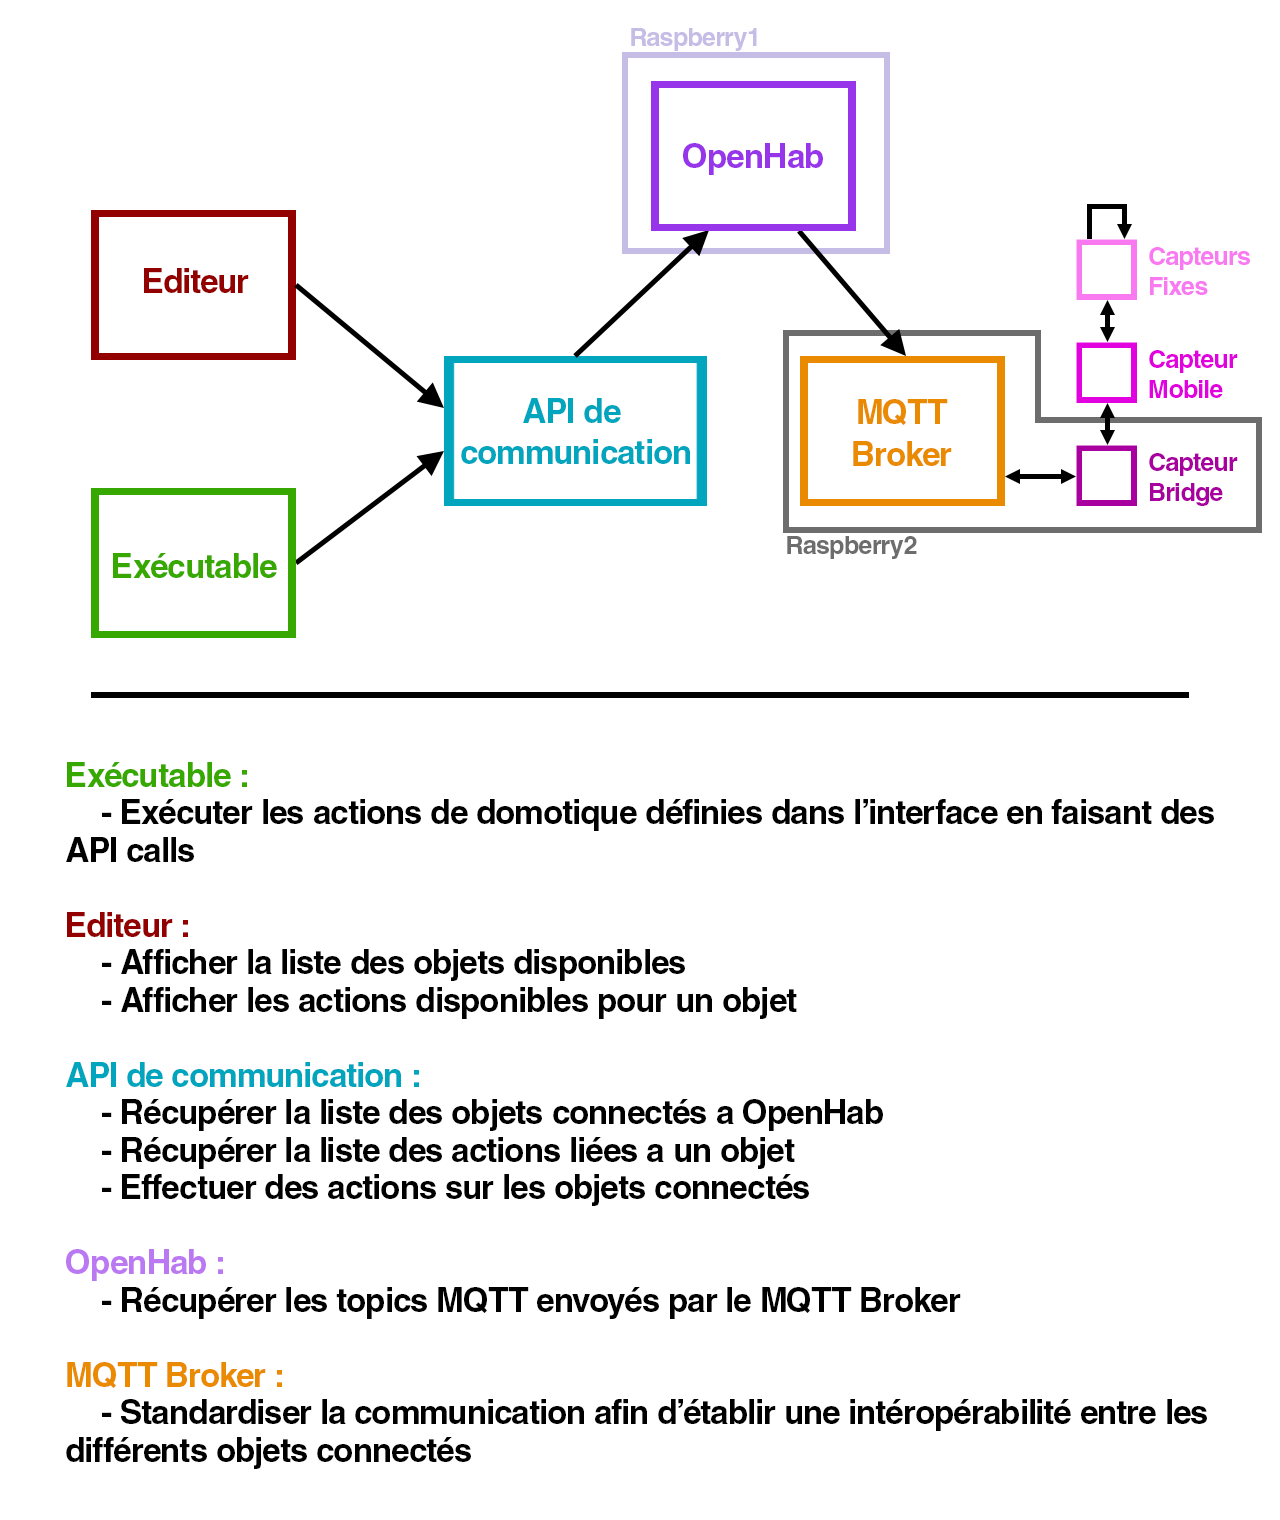 Raspberry1
OpenHab
Editeur
Capteurs
Fixes
Capteur
Mobile
API de
communication
MQTT
Broker
Capteur
Bridge
Raspberry2
Exécutable
Exécutable :
- Exécuter les actions de domotique définies dans l’interface en faisant des
API calls
Editeur :
- Afficher la liste des objets disponibles
- Afficher les actions disponibles pour un objet
API de communication :
- Récupérer la liste des objets connectés a OpenHab
- Récupérer la liste des actions liées a un objet
- Effectuer des actions sur les objets connectés
OpenHab :
- Récupérer les topics MQTT envoyés par le MQTT Broker
MQTT Broker :
- Standardiser la communication afin d’établir une intéropérabilité entre les
différents objets connectés